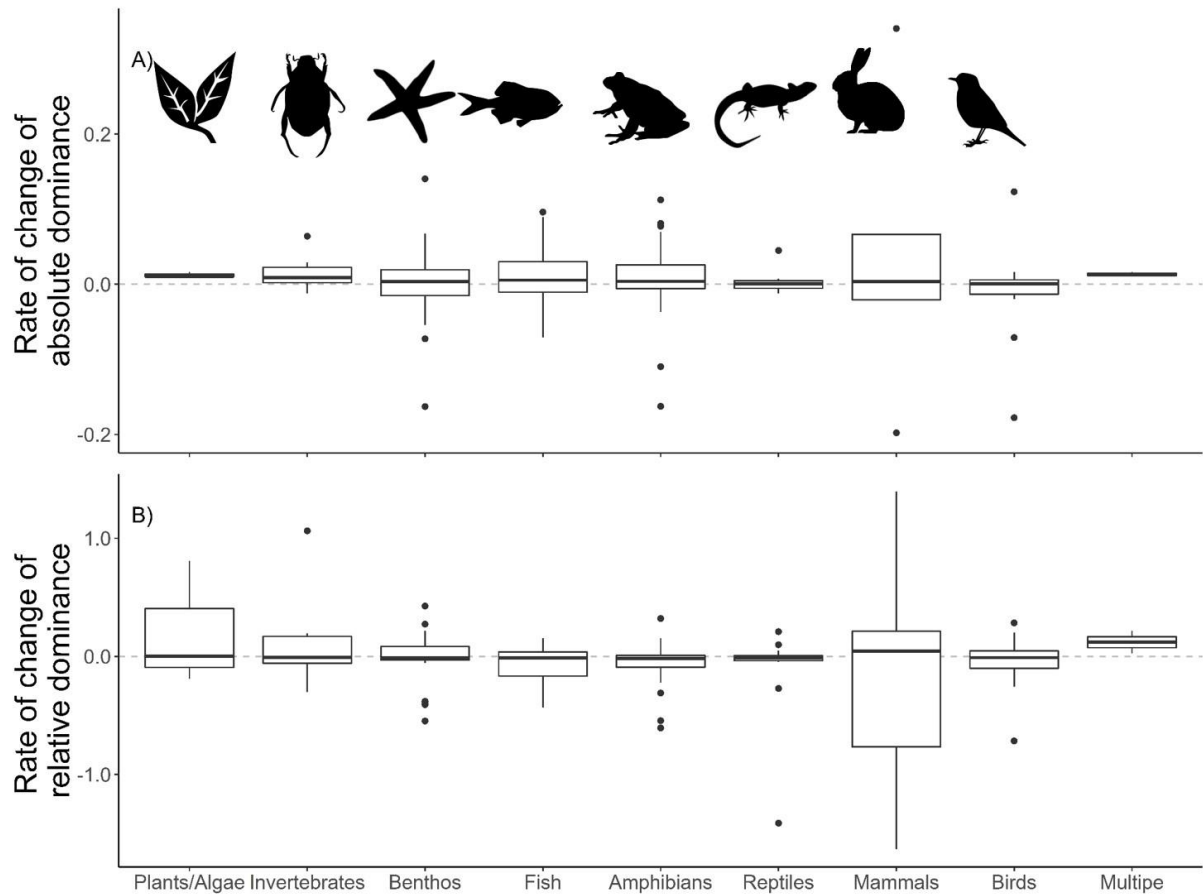 A)
Rate of change of
absolute dominance
0.2
0.0
-0.2
B)
Rate of change of
relative dominance
1.0
0.0
-1.0
Plants/Algae Invertebrates Benthos Fish Amphibians Reptiles Mammals Birds Multipe